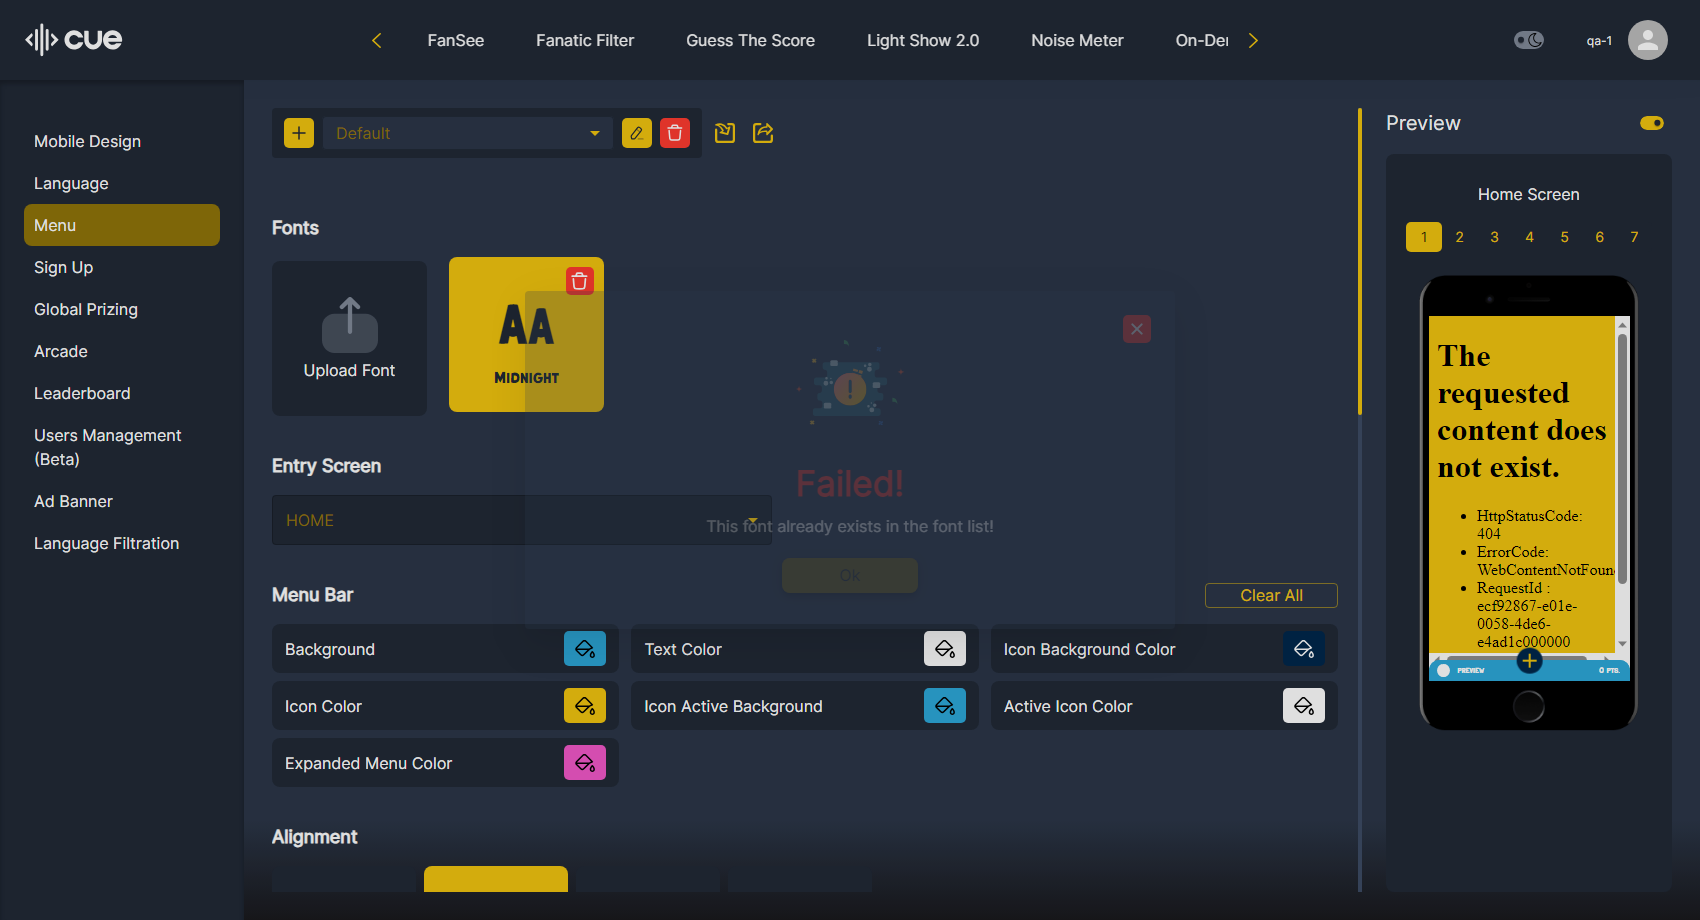 cue
FanSee
Fanatic Filter
Guess The Score
Light Show 2.0
Noise Meter
On-Der
qa-1
Mobile Design
Language
Menu
Sign Up
Global Prizing
Arcade
Leaderboard
Users Management
(Beta)
Ad Banner
Language Filtration
Default
Fonts
Upload Font
AA
MIDNIGHT
Entry Screen
HOME
Failed!
This font already exists in the font list!
Ok
Menu Bar
Clear All
Background
Text Color
Icon Background Color
Icon Color
Icon Active Background
Active Icon Color
Expanded Menu Color
Alignment
Preview
Home Screen
1 2 3 4 5 6 7
The
requested
content does
not exist.
HttpStatusCode:
404
ErrorCode:
WebContentNotFoun
RequestId :
ecf92867-e01e-
0058-4de6-
e4ad1c000000
PREVIEW
0 PTS.